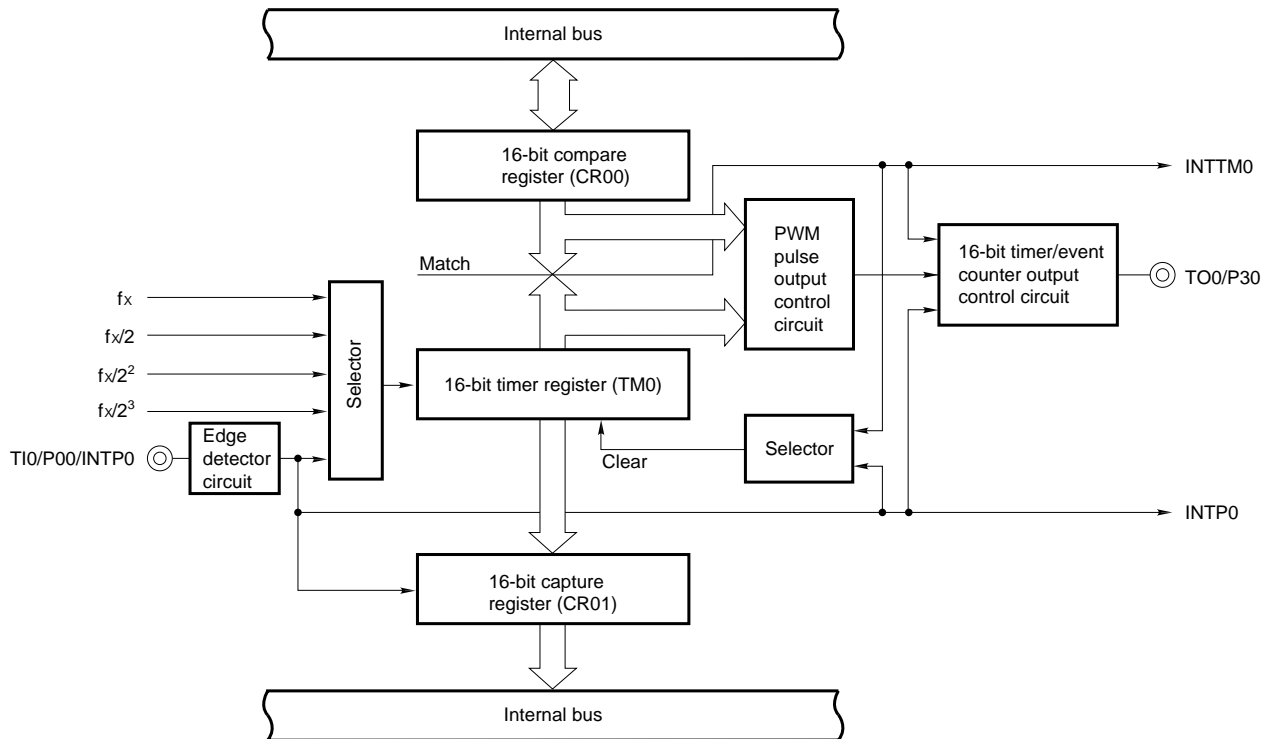 Internal bus
16-bit compare
register (CR00)
INTTM0
PWM
pulse
output
control
circuit
16-bit timer/event
counter output
control circuit
TO0/P30
Match
fX
fX/2
fX/2²
fX/2³
Selector
16-bit timer register (TM0)
TI0/P00/INTP0
Edge
detector
circuit
Clear
Selector
INTP0
16-bit capture
register (CR01)
Internal bus